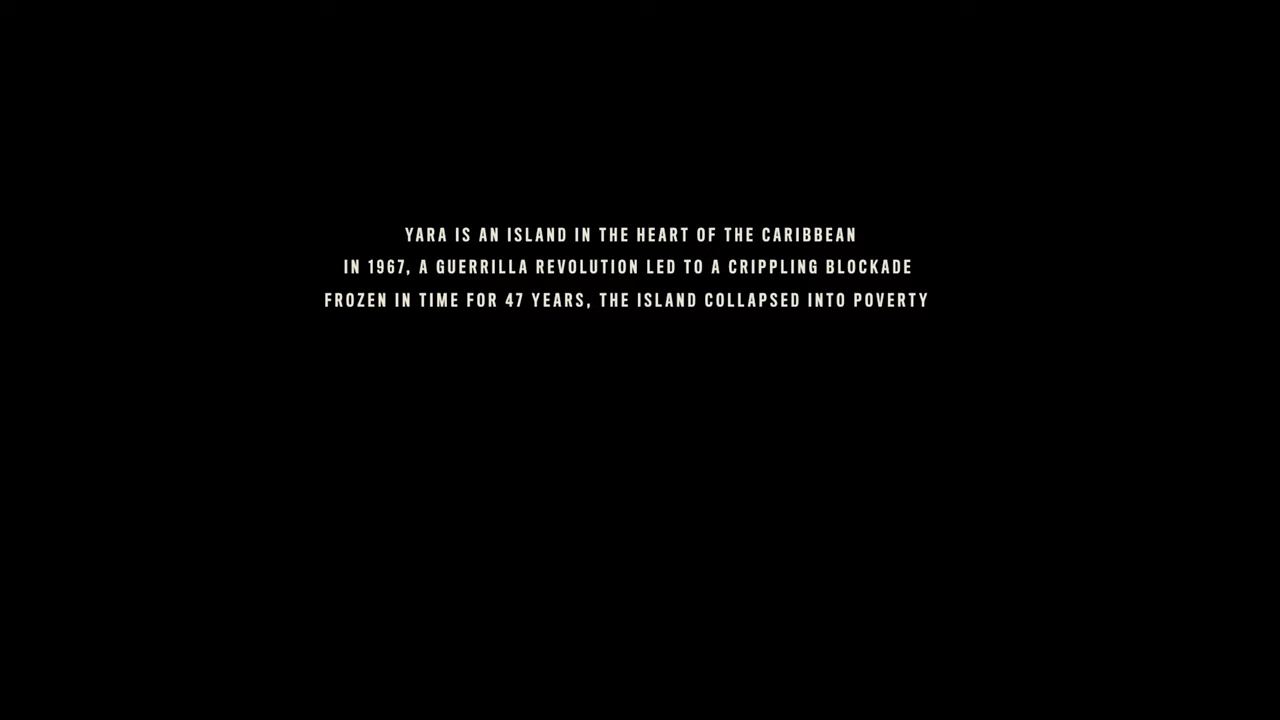 YARA IS AN ISLAND IN THE HEART OF THE CARIBBEAN
IN 1967, A GUERRILLA REVOLUTION LED TO A CRIPPLING BLOCKADE
FROZEN IN TIME FOR 47 YEARS, THE ISLAND COLLAPSED INTO POVERTY